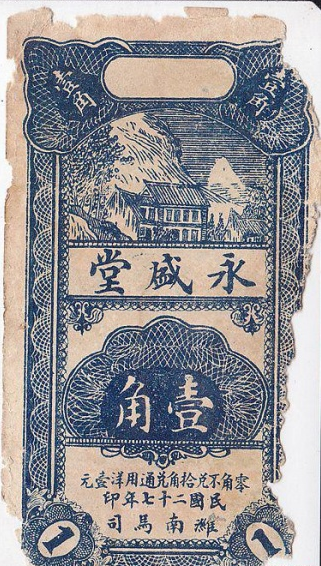 壹角
壹角
永盛堂
壹角
零角不兌拾角兌通用洋壹元
民國二十七年印
濰南馬司
1
1